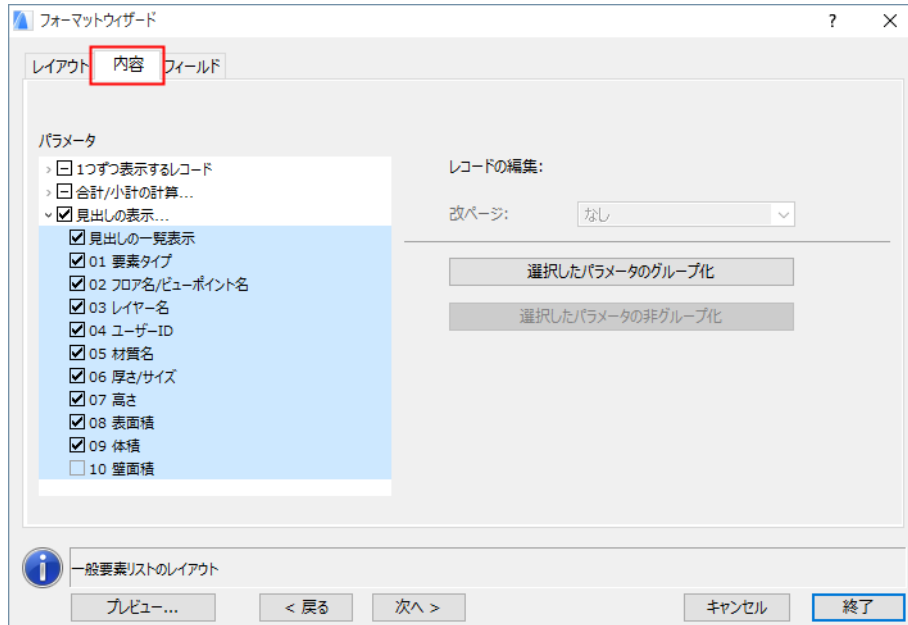 フォーマットウィザード ?
レイアウト 内容 フィールド
パラメータ
1つずつ表示するレコード
合計/小計の計算...
見出しの表示...
見出しの一覧表示
01 要素タイプ
02 フロア名/ビューポイント名
03 レイヤー名
04 ユーザーID
05 材質名
06 厚さ/サイズ
07 高さ
08 表面積
09 体積
10 壁面積
レコードの編集:
改ページ: なし
選択したパラメータのグループ化
選択したパラメータの非グループ化
一般要素リストのレイアウト
プレビュー... < 戻る 次へ > キャンセル 終了